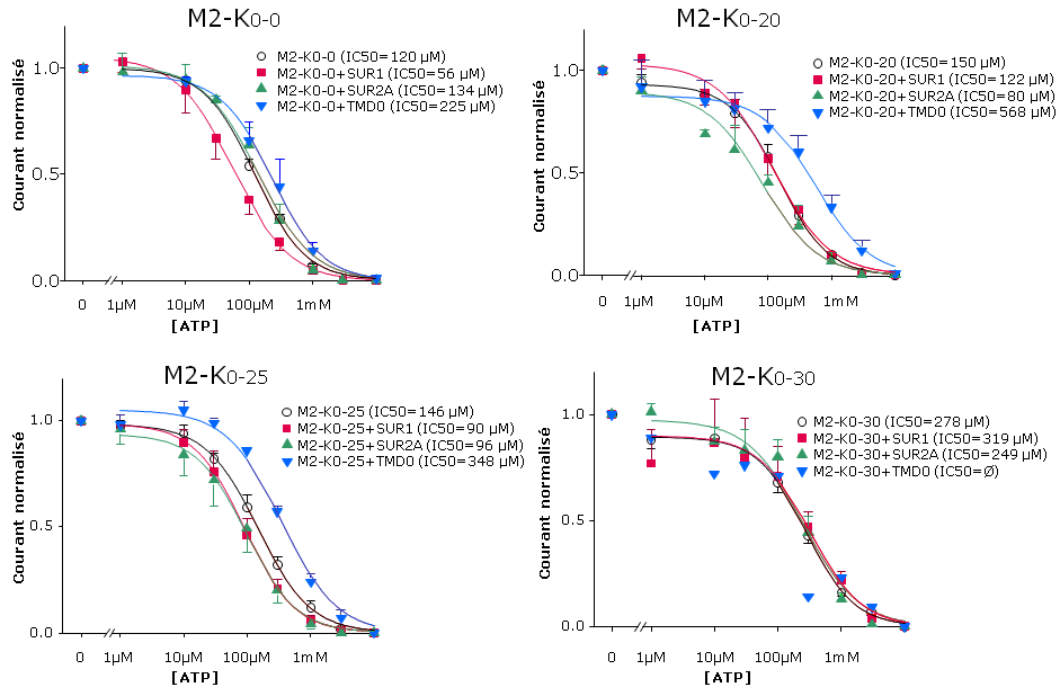 M2-K0-0
M2-K0-0 (IC50=120 µM)
M2-K0-0+SUR1 (IC50=56 µM)
M2-K0-0+SUR2A (IC50=134 µM)
M2-K0-0+TMD0 (IC50=225 µM)
Courant normalisé
1.0
0.5
0.0
0 1µM 10µM 100µM 1mM
[ATP]
M2-K0-20
M2-K0-20 (IC50=150 µM)
M2-K0-20+SUR1 (IC50=122 µM)
M2-K0-20+SUR2A (IC50=80 µM)
M2-K0-20+TMD0 (IC50=568 µM)
Courant normalisé
1.0
0.5
0.0
0 1µM 10µM 100µM 1mM
[ATP]
M2-K0-25
M2-K0-25 (IC50=146 µM)
M2-K0-25+SUR1 (IC50=90 µM)
M2-K0-25+SUR2A (IC50=96 µM)
M2-K0-25+TMD0 (IC50=348 µM)
Courant normalisé
1.0
0.5
0.0
0 1µM 10µM 100µM 1mM
[ATP]
M2-K0-30
M2-K0-30 (IC50=278 µM)
M2-K0-30+SUR1 (IC50=319 µM)
M2-K0-30+SUR2A (IC50=249 µM)
M2-K0-30+TMD0 (IC50=Ø)
Courant normalisé
1.0
0.5
0.0
0 1µM 10µM 100µM 1mM
[ATP]